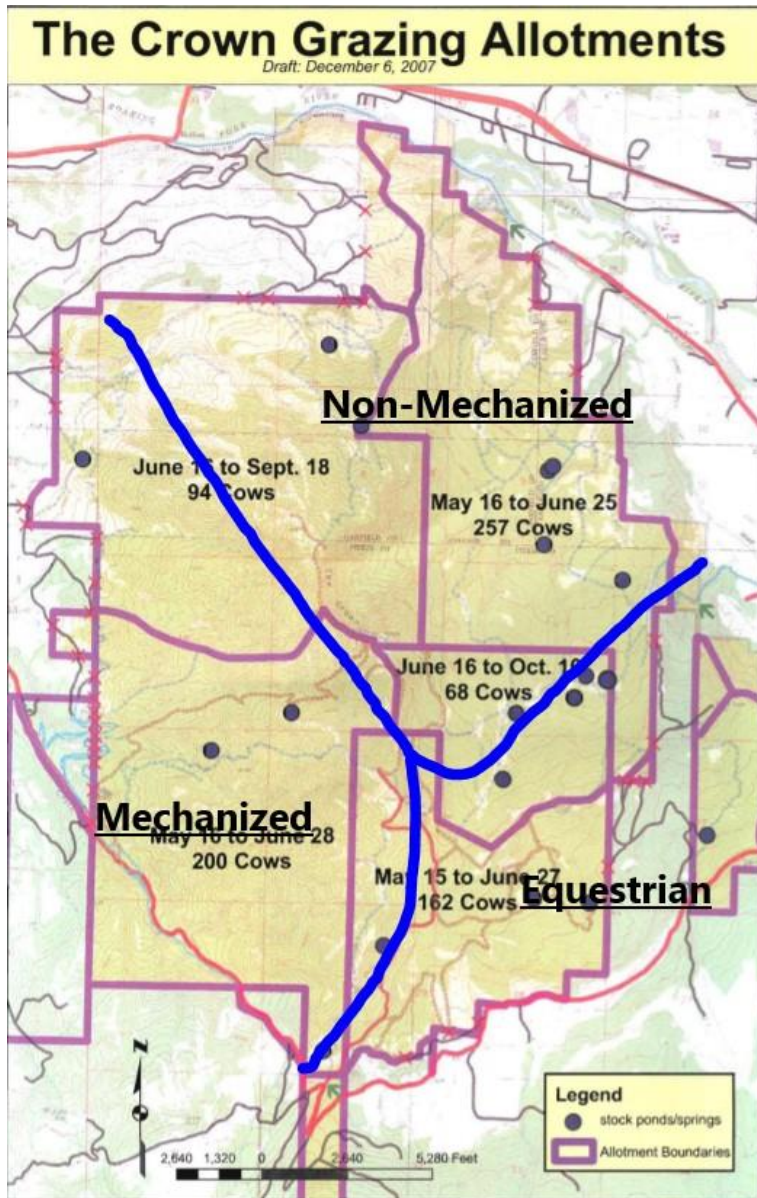 The Crown Grazing Allotments
Draft: December 6, 2007
ROARING FORK RIVER
Non-Mechanized
June 16 to Sept. 18
94 Cows
May 16 to June 25
257 Cows
June 16 to Oct. 1
68 Cows
Mechanized
May 16 to June 28
200 Cows
May 15 to June 27
162 Cows
Equestrian
N
Legend
stock ponds/springs
Allotment Boundaries
2,640 1,320 0 2,640 5,280 Feet